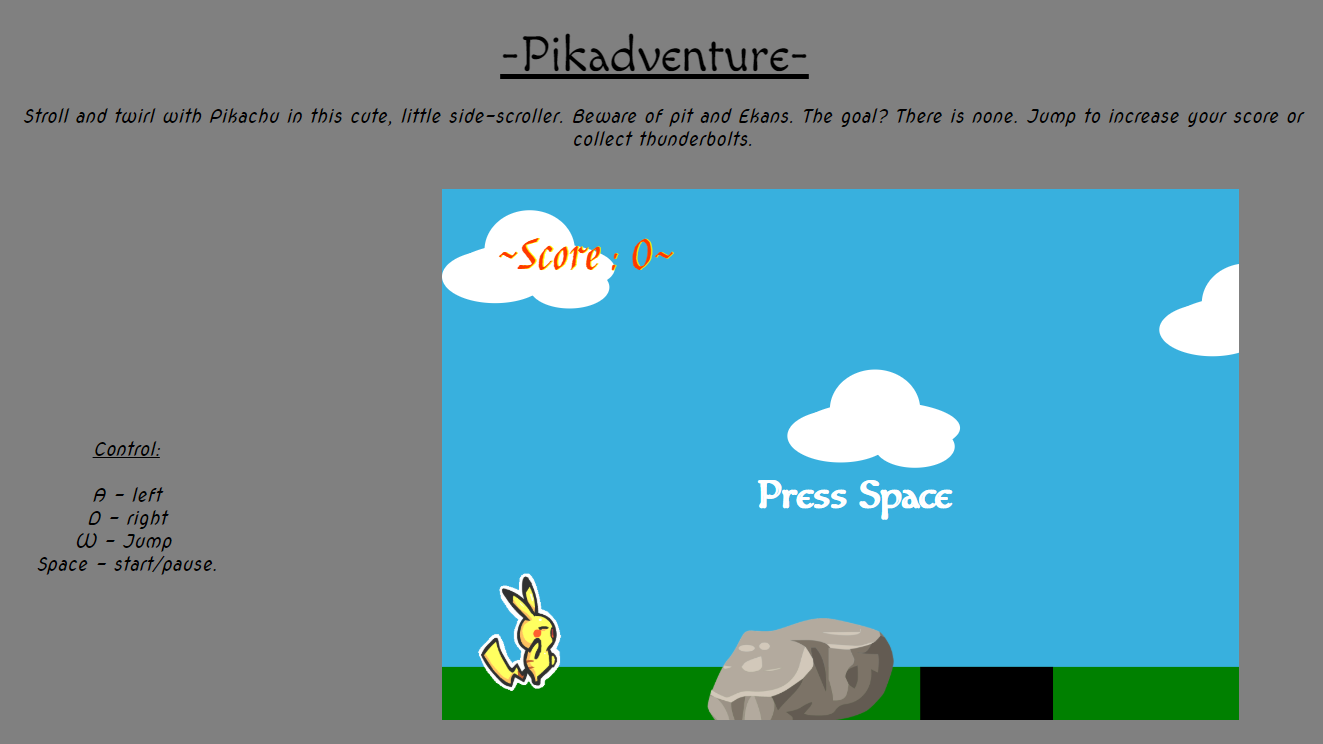 -Pikadventure-
Stroll and twirl with Pikachu in this cute, little side-scroller. Beware of pit and Ekans. The goal? There is none. Jump to increase your score or
collect thunderbolts.
~Score : 0~
Control:
A - left
D - right
W - Jump
Space - start/pause.
Press Space